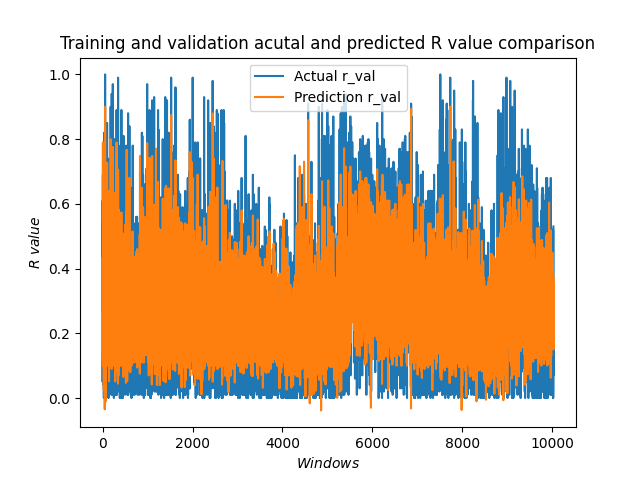 Training and validation acutal and predicted R value comparison
Actual r_val
Prediction r_val
1.0
0.8
0.6
0.4
0.2
0.0
R value
0 2000 4000 6000 8000 10000
Windows